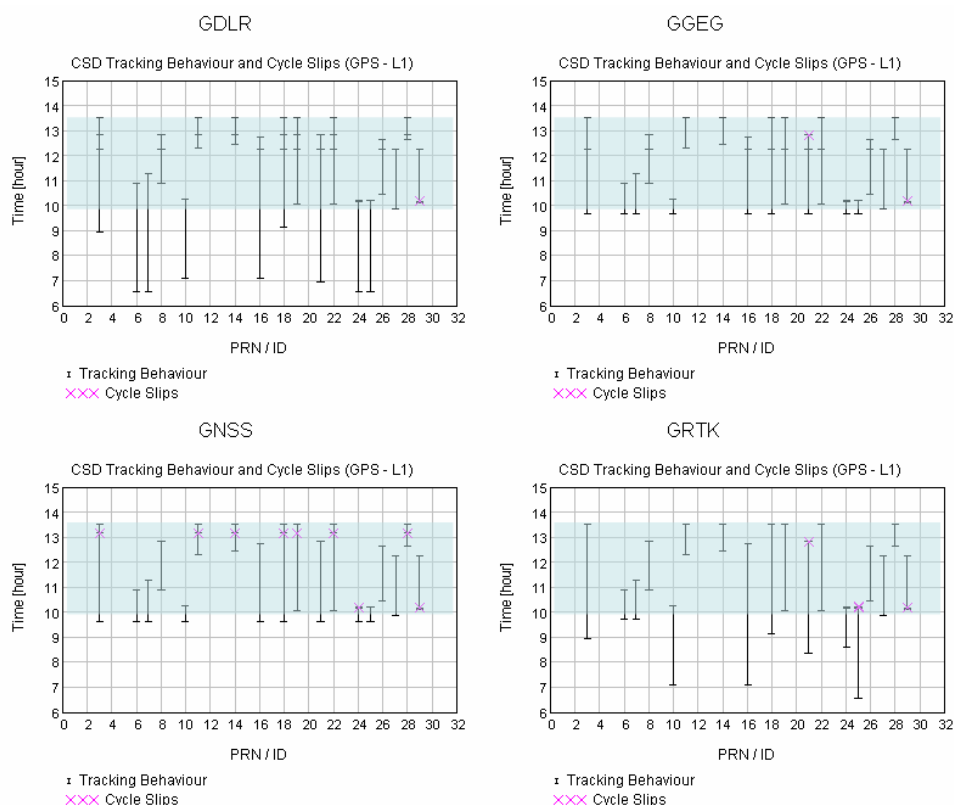 GDLR
CSD Tracking Behaviour and Cycle Slips (GPS - L1)
15
14
13
12
11
10
9
8
7
6
Time [hour]
0 2 4 6 8 10 12 14 16 18 20 22 24 26 28 30 32
PRN / ID
Tracking Behaviour
Cycle Slips
GGEG
CSD Tracking Behaviour and Cycle Slips (GPS - L1)
15
14
13
12
11
10
9
8
7
6
Time [hour]
0 2 4 6 8 10 12 14 16 18 20 22 24 26 28 30 32
PRN / ID
Tracking Behaviour
Cycle Slips
GNSS
CSD Tracking Behaviour and Cycle Slips (GPS - L1)
15
14
13
12
11
10
9
8
7
6
Time [hour]
0 2 4 6 8 10 12 14 16 18 20 22 24 26 28 30 32
PRN / ID
Tracking Behaviour
Cycle Slips
GRTK
CSD Tracking Behaviour and Cycle Slips (GPS - L1)
15
14
13
12
11
10
9
8
7
6
Time [hour]
0 2 4 6 8 10 12 14 16 18 20 22 24 26 28 30 32
PRN / ID
Tracking Behaviour
Cycle Slips